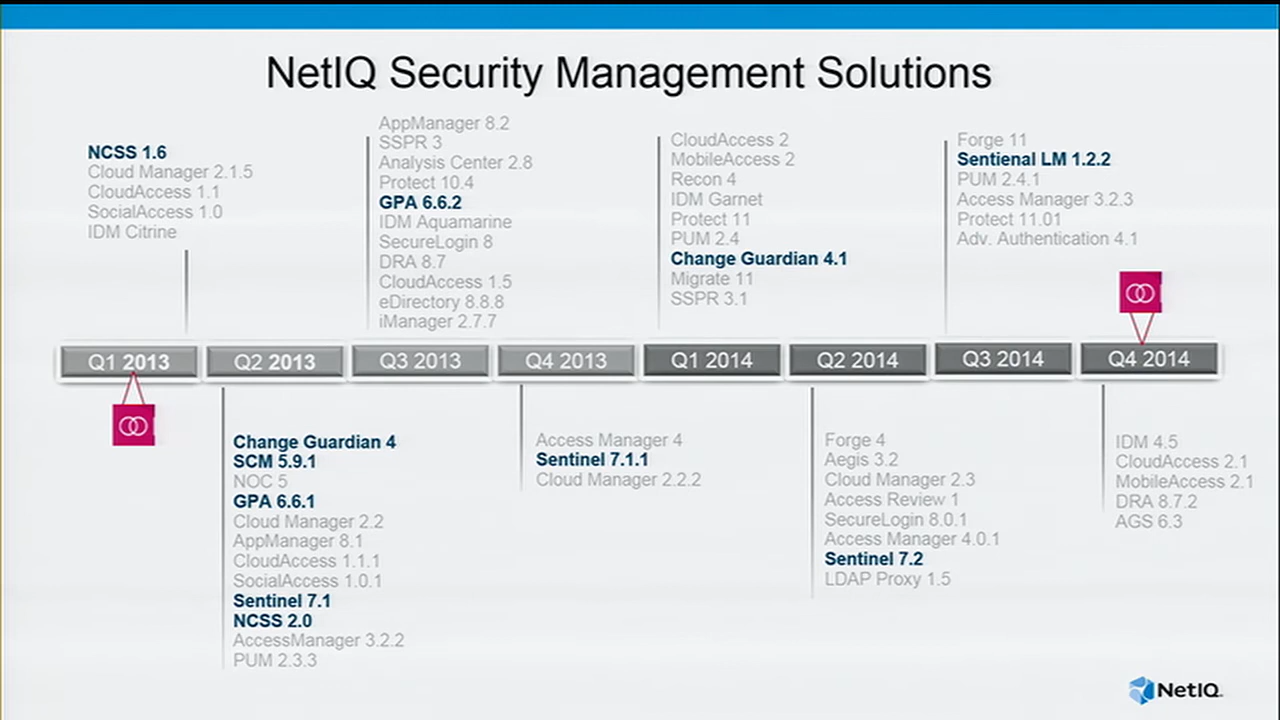 NetIQ Security Management Solutions
NCSS 1.6
Cloud Manager 2.1.5
CloudAccess 1.1
SocialAccess 1.0
IDM Citrine
AppManager 8.2
SSPR 3
Analysis Center 2.8
Protect 10.4
GPA 6.6.2
IDM Aquamarine
SecureLogin 8
DRA 8.7
CloudAccess 1.5
eDirectory 8.8.8
iManager 2.7.7
CloudAccess 2
MobileAccess 2
Recon 4
IDM Garnet
Protect 11
PUM 2.4
Change Guardian 4.1
Migrate 11
SSPR 3.1
Forge 11
Sentienal LM 1.2.2
PUM 2.4.1
Access Manager 3.2.3
Protect 11.01
Adv. Authentication 4.1
Q1 2013
Q2 2013
Q3 2013
Q4 2013
Q1 2014
Q2 2014
Q3 2014
Q4 2014
Change Guardian 4
SCM 5.9.1
NOC 5
GPA 6.6.1
Cloud Manager 2.2
AppManager 8.1
CloudAccess 1.1.1
SocialAccess 1.0.1
Sentinel 7.1
NCSS 2.0
AccessManager 3.2.2
PUM 2.3.3
Access Manager 4
Sentinel 7.1.1
Cloud Manager 2.2.2
Forge 4
Aegis 3.2
Cloud Manager 2.3
Access Review 1
SecureLogin 8.0.1
Access Manager 4.0.1
Sentinel 7.2
LDAP Proxy 1.5
IDM 4.5
CloudAccess 2.1
MobileAccess 2.1
DRA 8.7.2
AGS 6.3
NetIQ